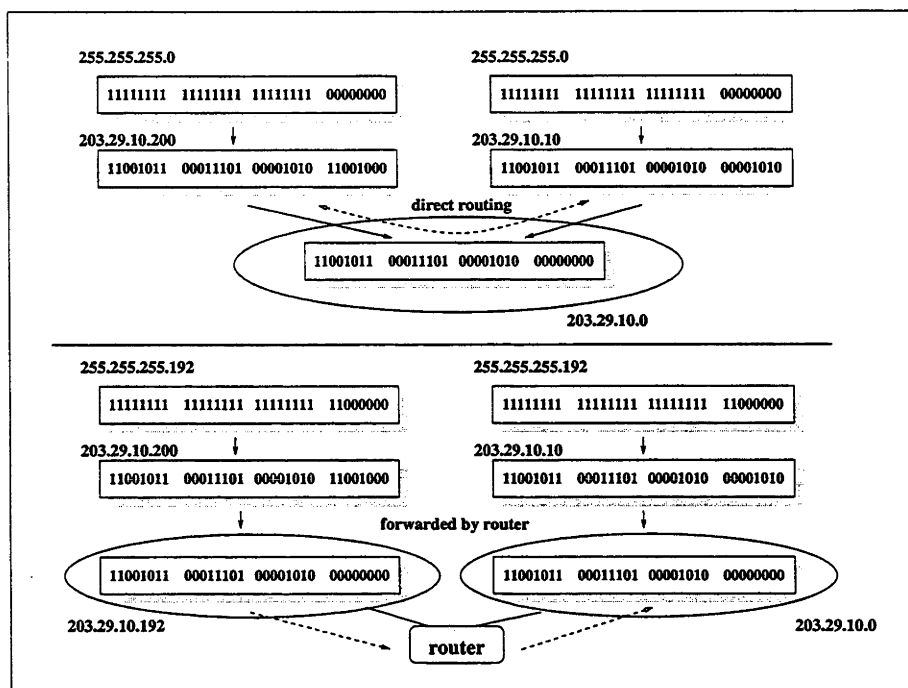 255.255.255.0 255.255.255.0
11111111 11111111 11111111 00000000 11111111 11111111 11111111 00000000
203.29.10.200 203.29.10.10
11001011 00011101 00001010 11001000 11001011 00011101 00001010 00001010
direct routing
11001011 00011101 00001010 00000000
203.29.10.0
255.255.255.192 255.255.255.192
11111111 11111111 11111111 11000000 11111111 11111111 11111111 11000000
203.29.10.200 203.29.10.10
11001011 00011101 00001010 11001000 11001011 00011101 00001010 00001010
forwarded by router
11001011 00011101 00001010 00000000 11001011 00011101 00001010 00000000
203.29.10.192 203.29.10.0
router